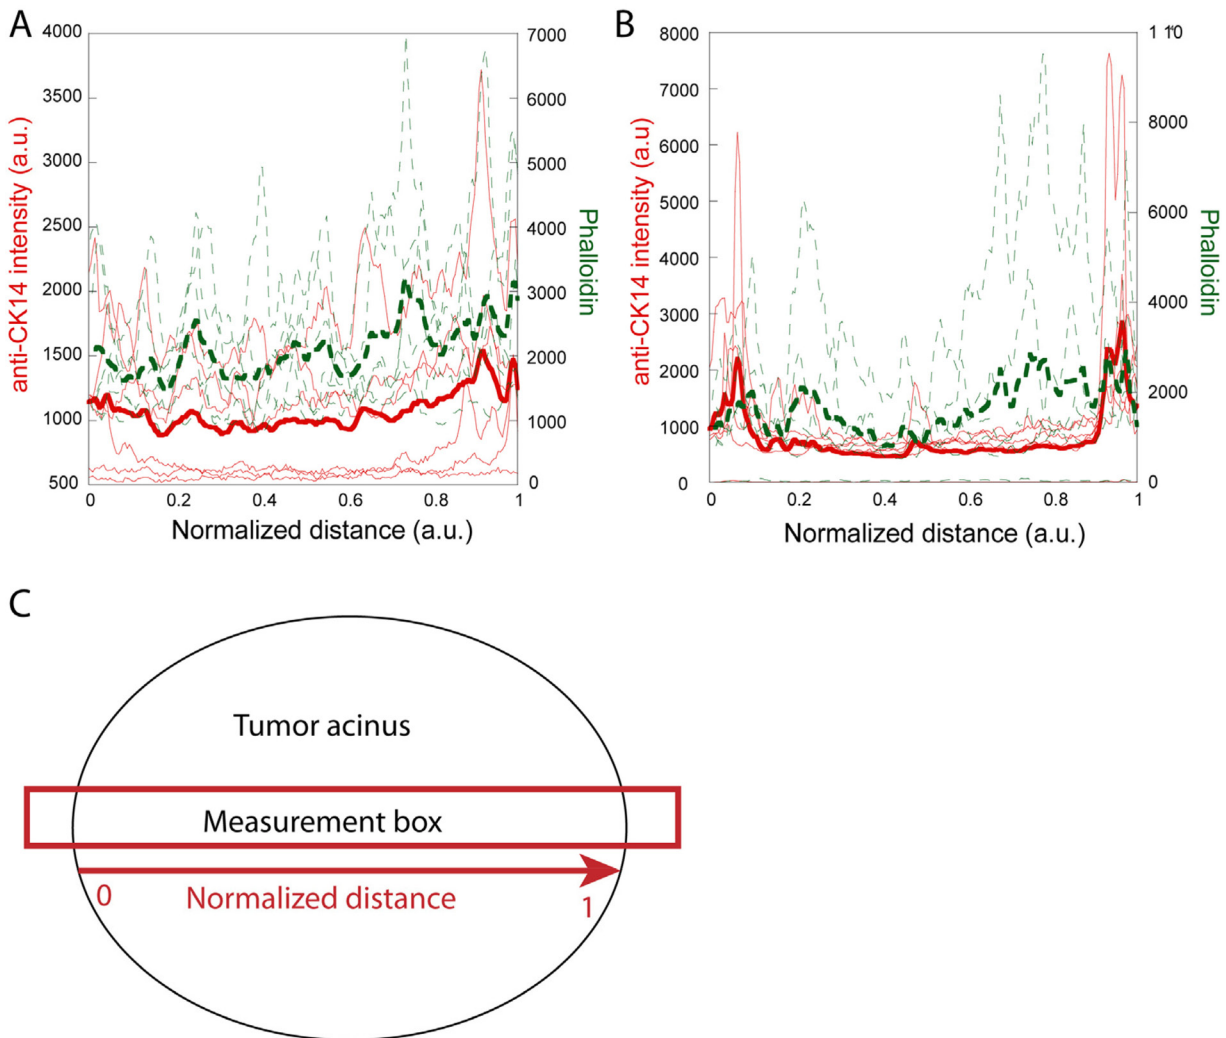 A
anti-CK14 intensity (a.u.)
4000
3500
3000
2500
2000
1500
1000
500
7000
6000
5000
4000
3000
2000
1000
0
Phalloidin
0 0.2 0.4 0.6 0.8 1
Normalized distance (a.u.)
B
anti-CK14 intensity (a.u)
8000
7000
6000
5000
4000
3000
2000
1000
0
8000
6000
4000
2000
0
Phalloidin
0 0.2 0.4 0.6 0.8 1
Normalized distance (a.u.)
C
Tumor acinus
Measurement box
0 Normalized distance 1